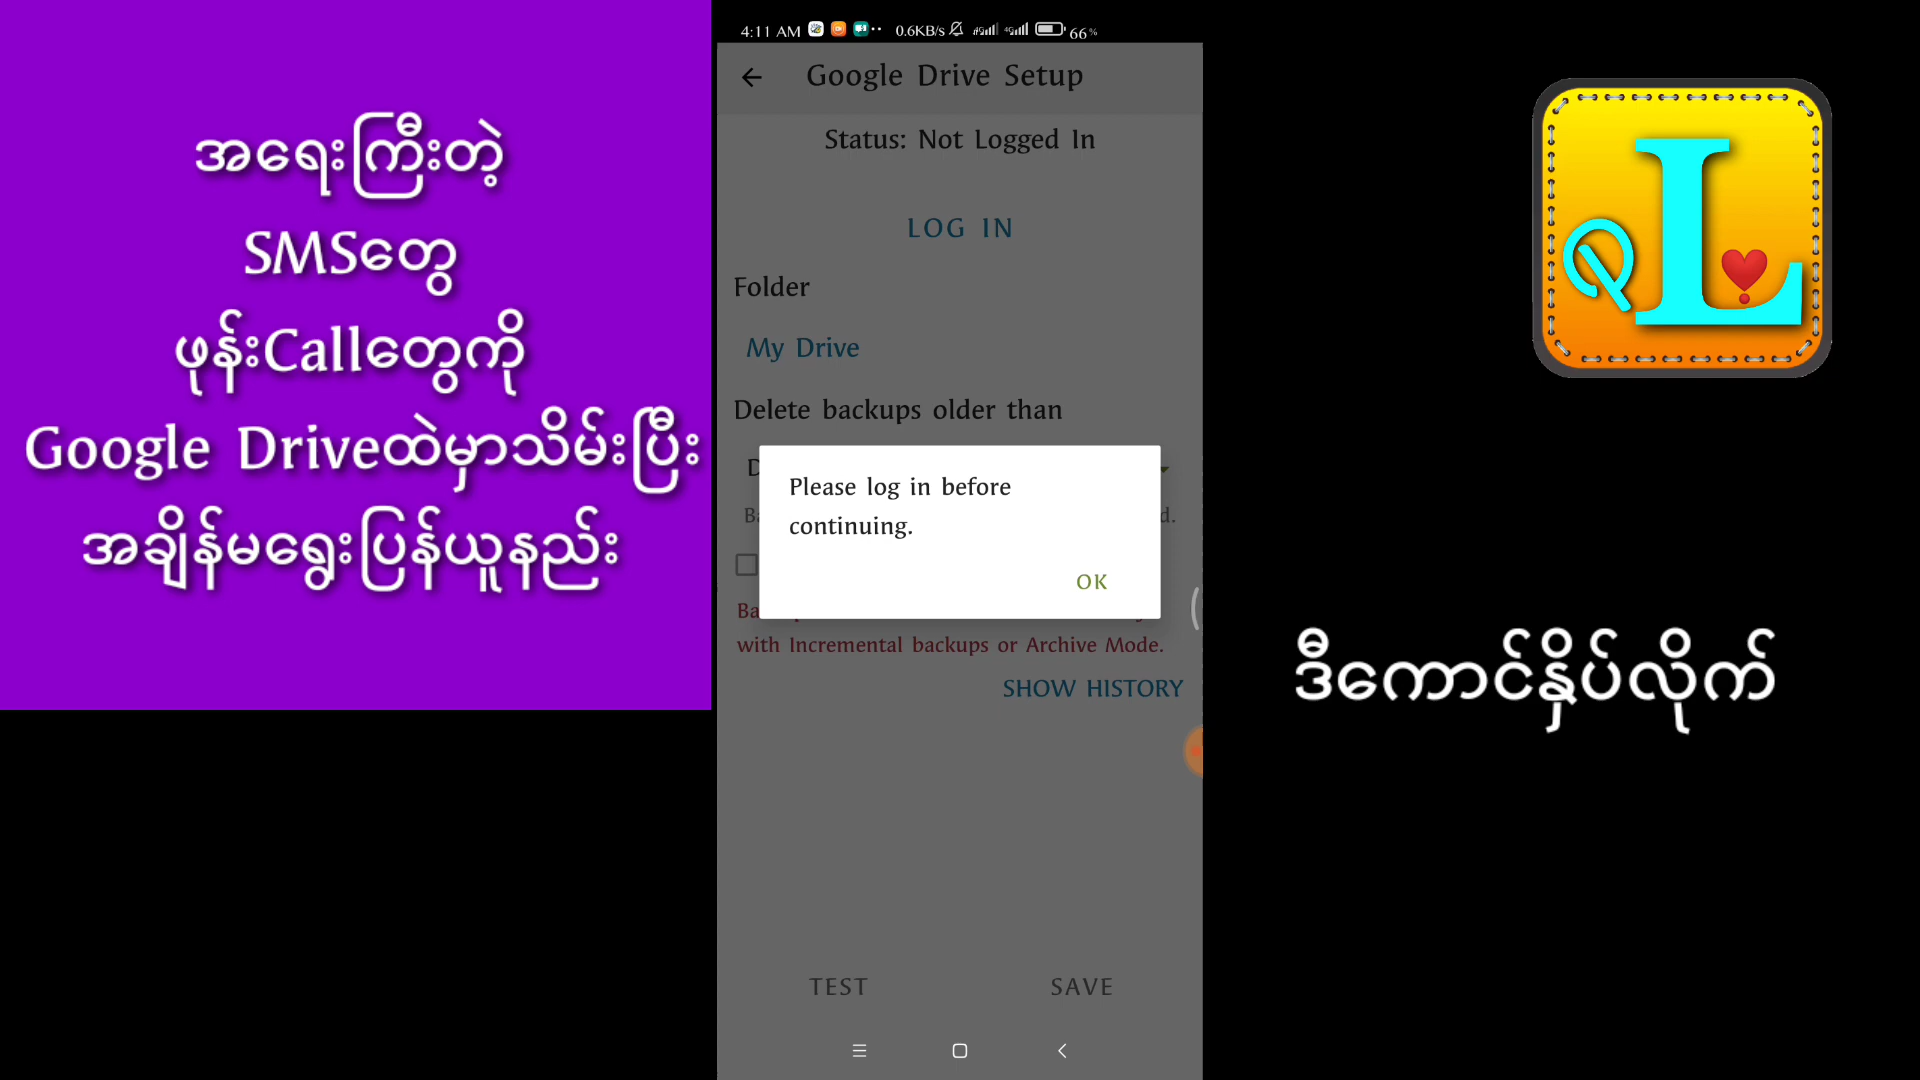 အရေးကြီးတဲ့
SMSတွေ
ဖုန်းCallတွေကို
Google Driveထဲမှာသိမ်းပြီး
အချိန်မရွေးပြန်ယူနည်း
4:11 AM 0.6KB/s 4G 4G 66%
Google Drive Setup
Status: Not Logged In
LOG IN
Folder
My Drive
Delete backups older than
Please log in before
continuing.
OK
with Incremental backups or Archive Mode.
SHOW HISTORY
TEST SAVE
L
ဒီကောင်နှိပ်လိုက်